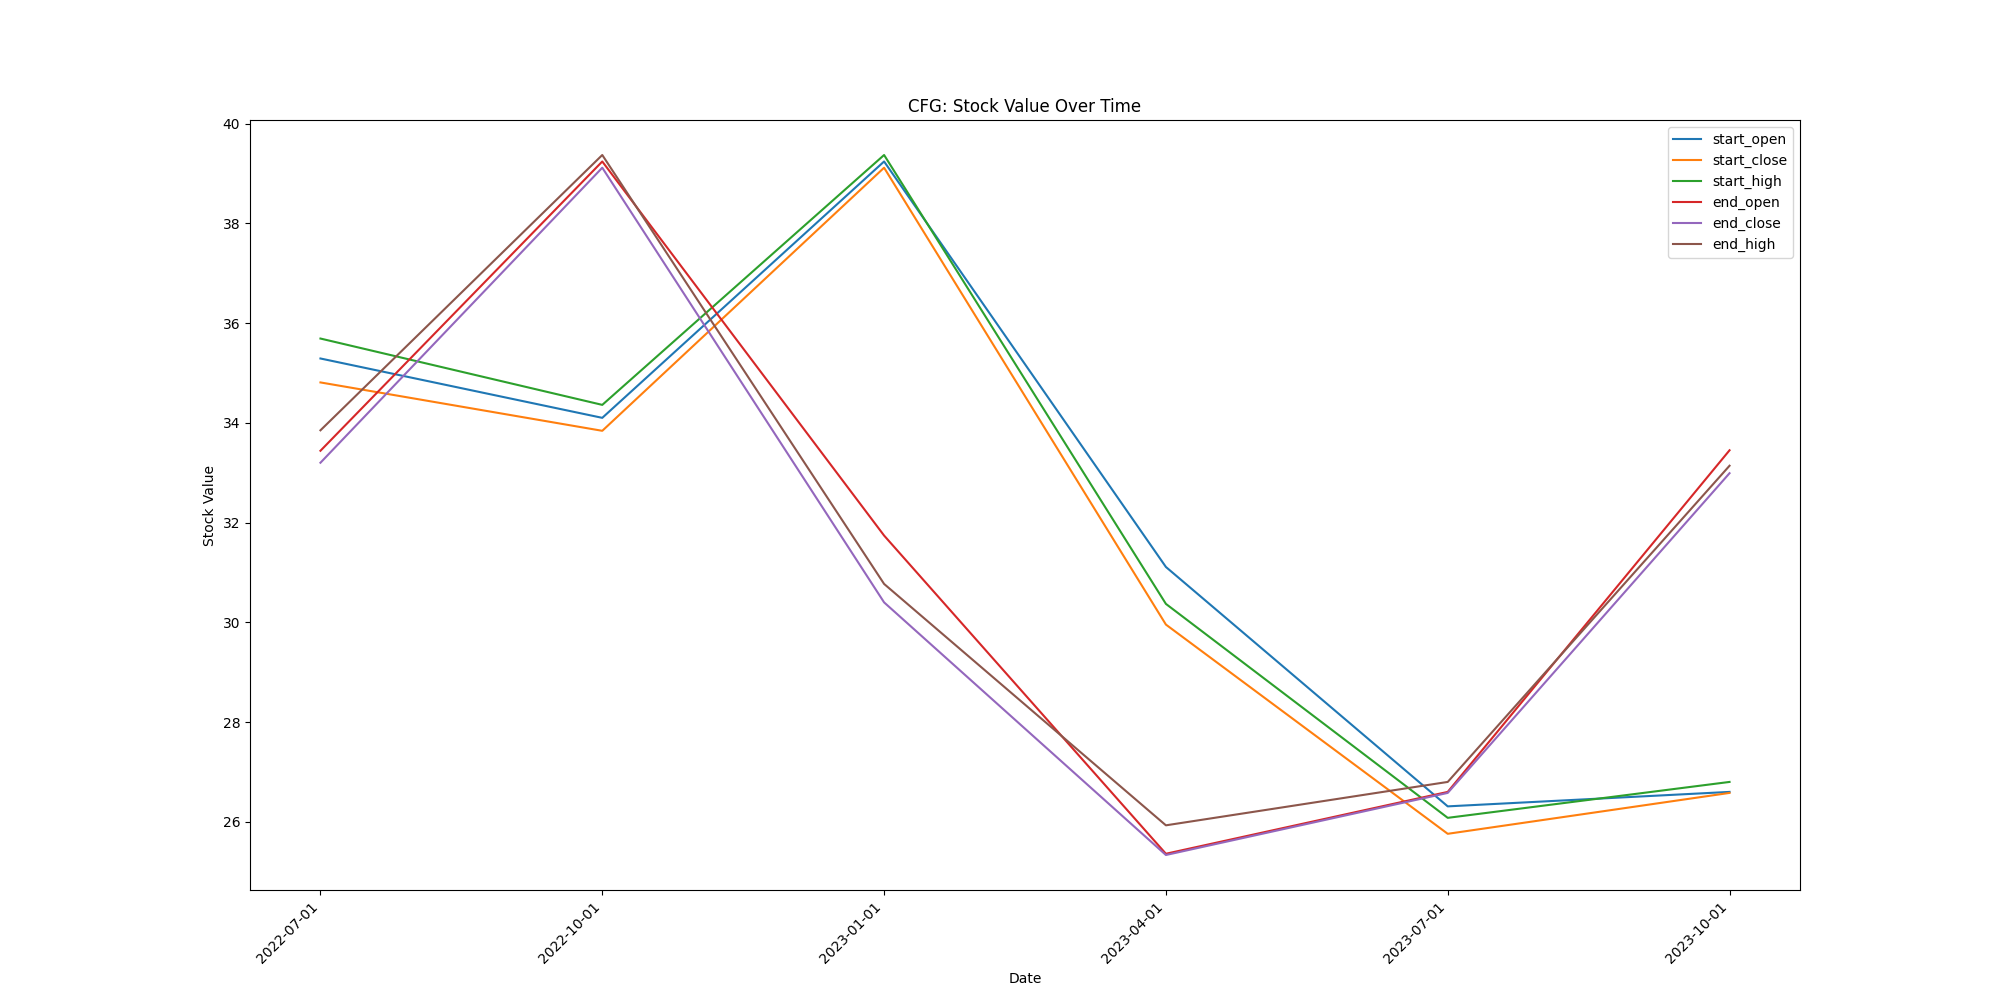 CFG: Stock Value Over Time
40
38
36
34
32
30
28
26
Stock Value
start_open
start_close
start_high
end_open
end_close
end_high
2022-07-01
2022-10-01
2023-01-01
2023-04-01
2023-07-01
2023-10-01
Date